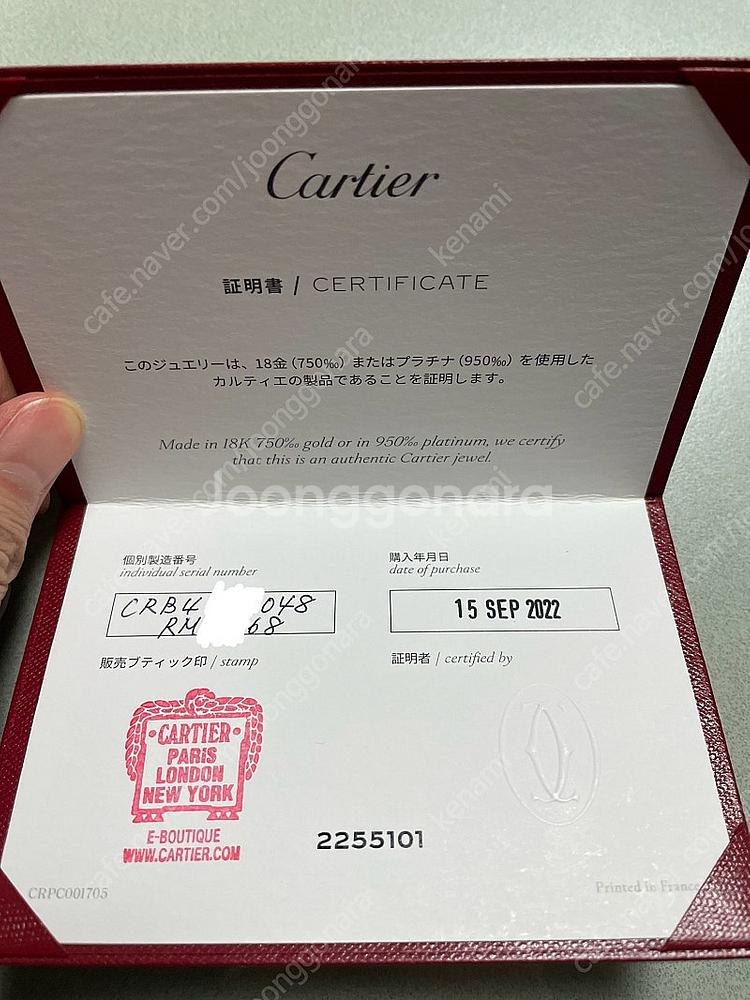 Cartier
証明書 / CERTIFICATE
このジュエリーは、18金（750‰）またはプラチナ（950‰）を使用した
カルティエの製品であることを証明します。
Made in 18K 750‰ gold or in 950‰ platinum, we certify
that this is an authentic Cartier jewel.
Joonggonara
個別製造番号
individual serial number
購入年月日
date of purchase
CRB4 048
RM 68
15 SEP 2022
販売ブティック印 / stamp
証明者 / certified by
CARTIER
PARIS
LONDON
NEW YORK
E-BOUTIQUE
WWW.CARTIER.COM
2255101
CRPC001705
Printed in France
cafe.naver.com/joonggonara
kenami